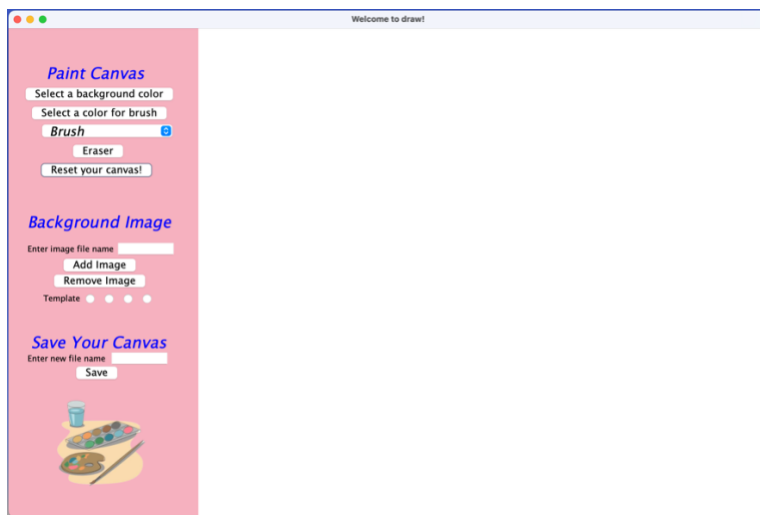 Welcome to draw!
Paint Canvas
Select a background color
Select a color for brush
Brush
Eraser
Reset your canvas!
Background Image
Enter image file name
Add Image
Remove Image
Template
Save Your Canvas
Enter new file name
Save